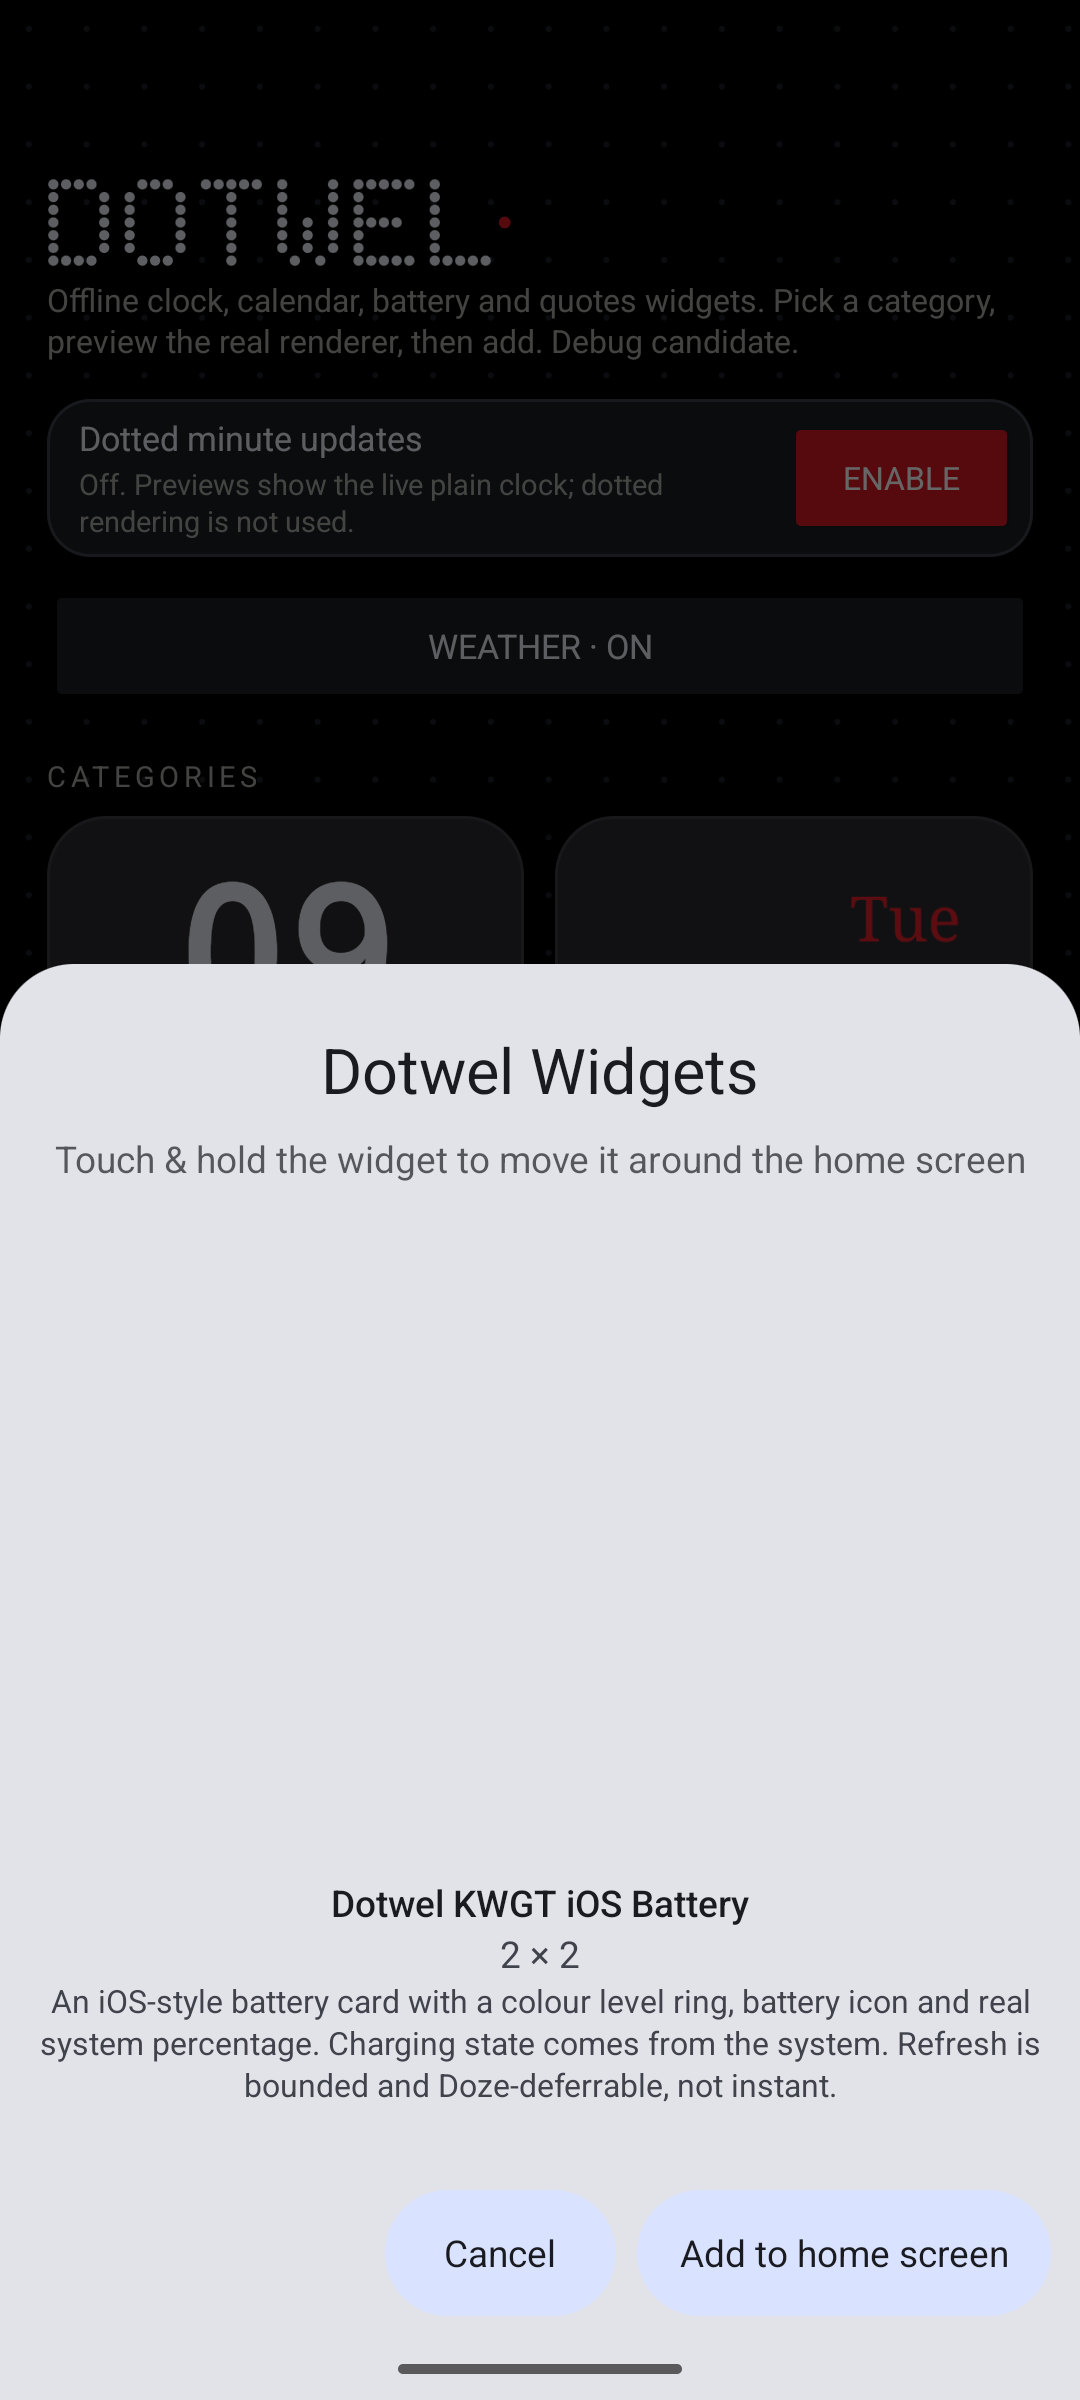 DOTWEL
Offline clock, calendar, battery and quotes widgets. Pick a category,
preview the real renderer, then add. Debug candidate.
Dotted minute updates
Off. Previews show the live plain clock; dotted
rendering is not used.
ENABLE
WEATHER · ON
CATEGORIES
09
Tue
Dotwel Widgets
Touch & hold the widget to move it around the home screen
Dotwel KWGT iOS Battery
2 × 2
An iOS-style battery card with a colour level ring, battery icon and real
system percentage. Charging state comes from the system. Refresh is
bounded and Doze-deferrable, not instant.
Cancel
Add to home screen